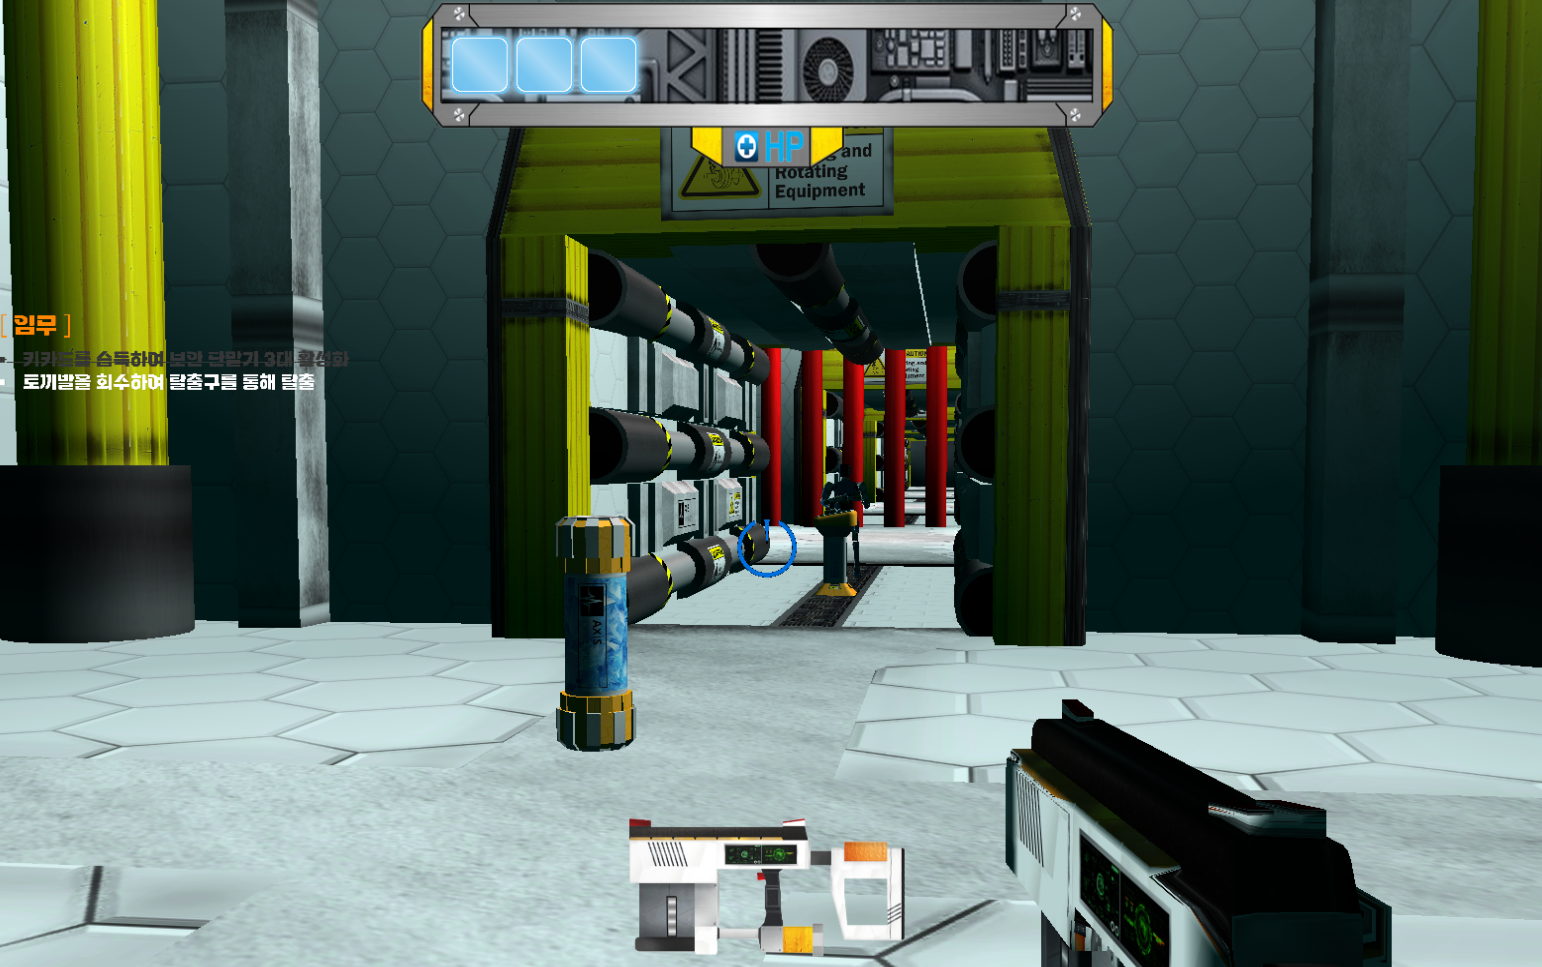 HP
and
Rotating
Equipment
[ 임무 ]
키카드를 습득하여 보안 단말기 3대 활성화
토끼발을 회수하여 탈출구를 통해 탈출
AXIS